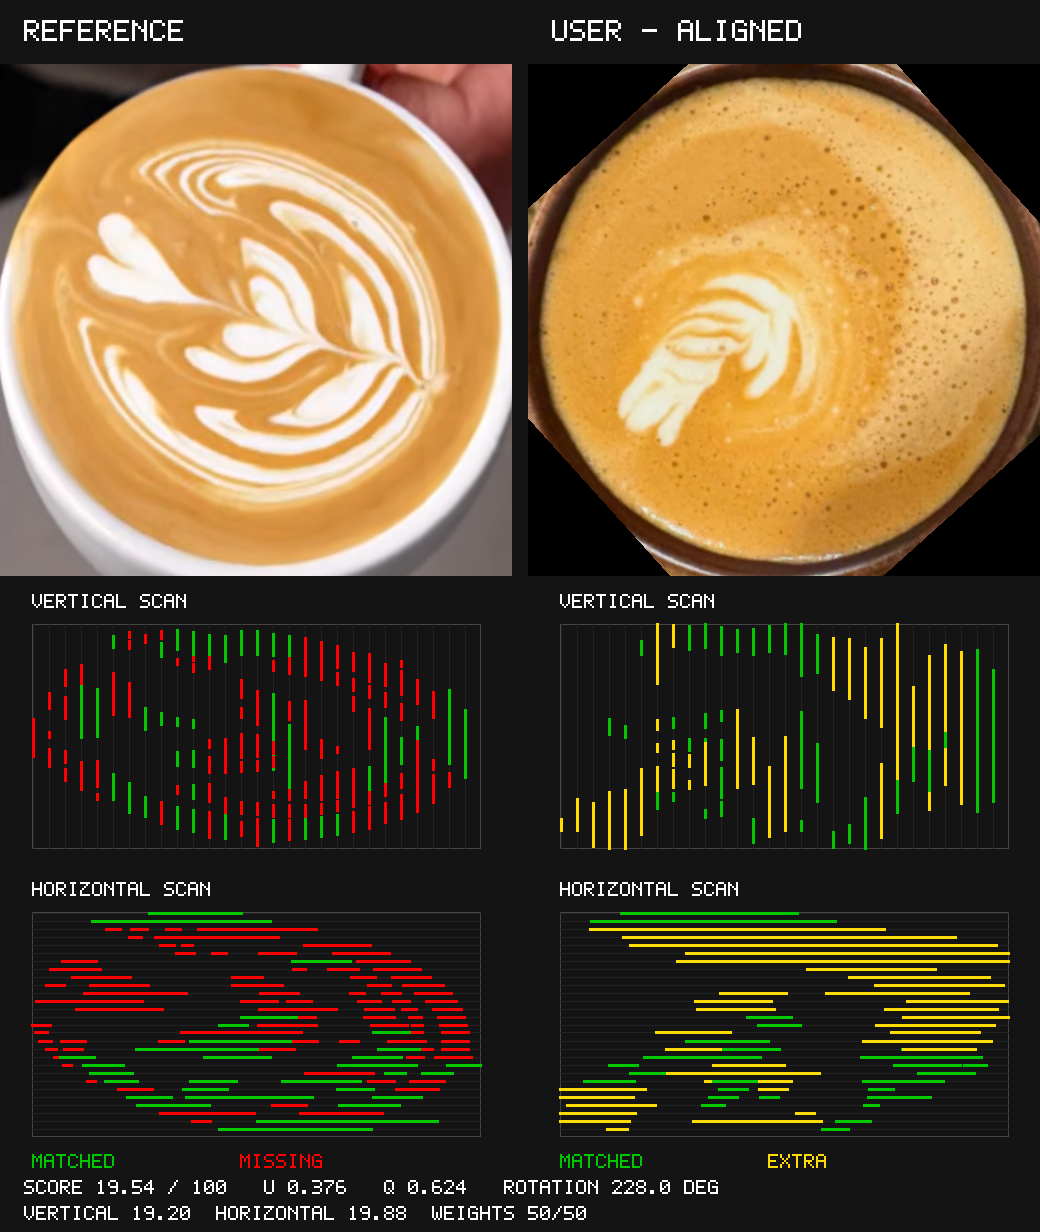 REFERENCE
USER - ALIGNED
VERTICAL SCAN
VERTICAL SCAN
HORIZONTAL SCAN
HORIZONTAL SCAN
MATCHED MISSING
MATCHED EXTRA
SCORE 19.54 / 100 U 0.376 Q 0.624 ROTATION 228.0 DEG
VERTICAL 19.20 HORIZONTAL 19.88 WEIGHTS 50/50